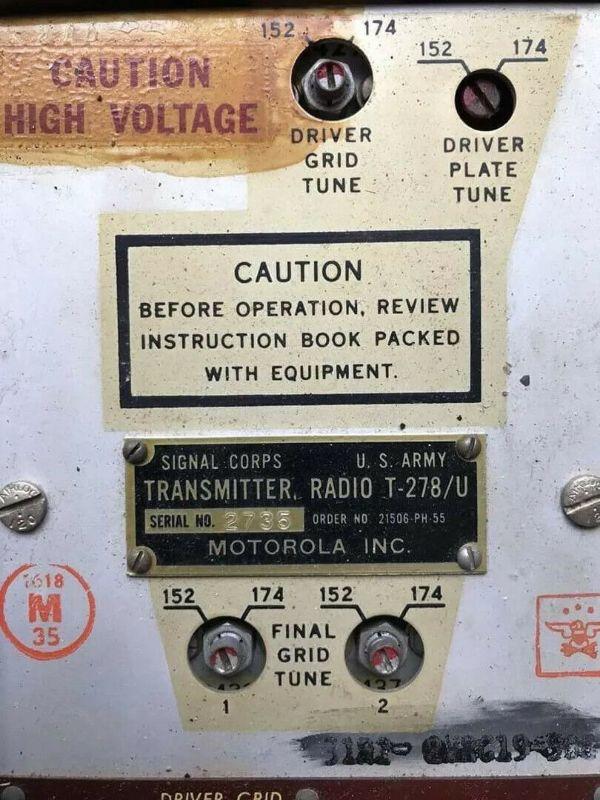 152 174
CAUTION
HIGH VOLTAGE
DRIVER
GRID
TUNE
152 174
DRIVER
PLATE
TUNE
CAUTION
BEFORE OPERATION, REVIEW
INSTRUCTION BOOK PACKED
WITH EQUIPMENT.
SIGNAL CORPS U. S. ARMY
TRANSMITTER, RADIO T-278/U
SERIAL NO. 2735 ORDER NO 21506-PH-55
MOTOROLA INC.
152 174 152 174
FINAL
GRID
TUNE
1 2
M
35
DRIVER GRID